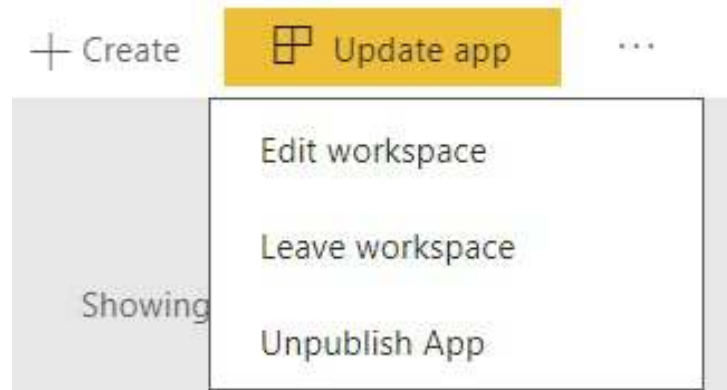 Create Update app ...
Edit workspace
Leave workspace
Showing
Unpublish App